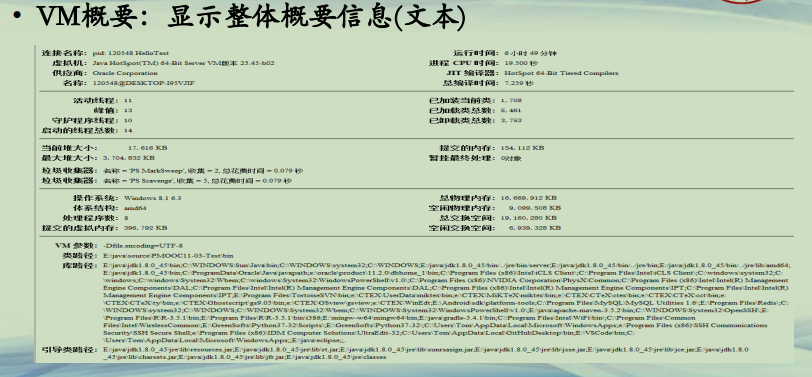 • VM概要：显示整体概要信息(文本)
连接名称： pid: 120548 HelloTest
虚拟机： Java HotSpot(TM) 64-Bit Server VM版本 25.45-b02
供应商： Oracle Corporation
名称： 120548@DESKTOP-I95VJIF
运行时间： 6 小时 49 分钟
进程 CPU 时间： 19.500 秒
JIT 编译器： HotSpot 64-Bit Tiered Compilers
总编译时间： 7.259 秒
活动线程： 11
峰值： 13
守护程序线程： 10
启动的线程总数： 14
已加装当前类： 1, 708
已加载类总数： 5, 461
已卸载类总数： 3, 753
当前堆大小： 17, 616 KB
最大堆大小： 3, 704, 832 KB
提交的内存： 154, 112 KB
暂挂最终处理： 0对象
垃圾收集器： 名称 = 'PS MarkSweep', 收集 = 2, 总花费时间 = 0.079 秒
垃圾收集器： 名称 = 'PS Scavenge', 收集 = 5, 总花费时间 = 0.079 秒
操作系统： Windows 8.1 6.3
体系结构： amd64
处理程序数： 8
提交的虚拟内存： 396, 792 KB
总物理内存： 16, 669, 912 KB
空闲物理内存： 9, 099, 508 KB
总交换空间： 19, 160, 280 KB
空闲交换空间： 6, 939, 328 KB
VM 参数： -Dfile.encoding=UTF-8
类路径： E:\java\source\PMOOC11-03-Test\bin
库路径： E:\java\jdk1.8.0_45\bin;C:\WINDOWS\Sun\Java\bin;C:\WINDOWS\system32;C:\WINDOWS;E:/java/jdk1.8.0_45/bin/../jre/bin/server;E:/java/jdk1.8.0_45/bin/../jre/bin;E:/java/jdk1.8.0_45/bin/../jre/lib/amd64;
E:\java\jdk1.8.0_45\bin;C:\ProgramData\Oracle\Java\javapath;e:\oracle\product\11.2.0\dbhome_1\bin;C:\Program Files (x86)\Intel\iCLS Client\;C:\Program Files\Intel\iCLS Client\;C:\windows\system32;C:
\windows;C:\windows\System32\Wbem;C:\windows\System32\WindowsPowerShell\v1.0\;C:\Program Files (x86)\NVIDIA Corporation\PhysX\Common;C:\Program Files (x86)\Intel\Intel(R) Management
Engine Components\DAL;C:\Program Files\Intel\Intel(R) Management Engine Components\DAL;C:\Program Files (x86)\Intel\Intel(R) Management Engine Components\IPT;C:\Program Files\Intel\Intel(R)
Management Engine Components\IPT;E:\Program Files\TortoiseSVN\bin;e:\CTEX\UserData\miktex\bin;e:\CTEX\MiKTeX\miktex\bin;e:\CTEX\CTeX\ctex\bin;e:\CTEX\CTeX\cct\bin;e:
\CTEX\CTeX\ty\bin;e:\CTEX\Ghostscript\gs9.05\bin;e:\CTEX\GSview\gsview;e:\CTEX\WinEdt;E:\Android\sdk\platform-tools;C:\Program Files\MySQL\MySQL Utilities 1.6\;E:\Program Files\Redis\;C:
\WINDOWS\system32;C:\WINDOWS;C:\WINDOWS\System32\Wbem;C:\WINDOWS\System32\WindowsPowerShell\v1.0\;E:\java\apache-maven-3.5.2\bin;C:\WINDOWS\System32\OpenSSH\;E:
\Program Files\R\R-3.5.1\bin;E:\Program Files\R\R-3.5.1\bin\i386;E:\mingw-w64\mingw64\bin;E:\java\gradle-5.4.1\bin;C:\Program Files\Intel\WiFi\bin\;C:\Program Files\Common
Files\Intel\WirelessCommon\;E:\GreenSofts\Python37-32\Scripts\;E:\GreenSofts\Python37-32\;C:\Users\Tom\AppData\Local\Microsoft\WindowsApps;e:\Program Files (x86)\SSH Communications
Security\SSH Secure Shell;e:\Program Files (x86)\IDM Computer Solutions\UltraEdit-32;C:\Users\Tom\AppData\Local\GitHubDesktop\bin;E:\VSCode\bin;C:
\Users\Tom\AppData\Local\Microsoft\WindowsApps;;E:\java\eclipse;;.
引导类路径： E:\java\jdk1.8.0_45\jre\lib\resources.jar;E:\java\jdk1.8.0_45\jre\lib\rt.jar;E:\java\jdk1.8.0_45\jre\lib\sunrsasign.jar;E:\java\jdk1.8.0_45\jre\lib\jsse.jar;E:\java\jdk1.8.0_45\jre\lib\jce.jar;E:\java\jdk1.8.0
_45\jre\lib\charsets.jar;E:\java\jdk1.8.0_45\jre\lib\jfr.jar;E:\java\jdk1.8.0_45\jre\classes